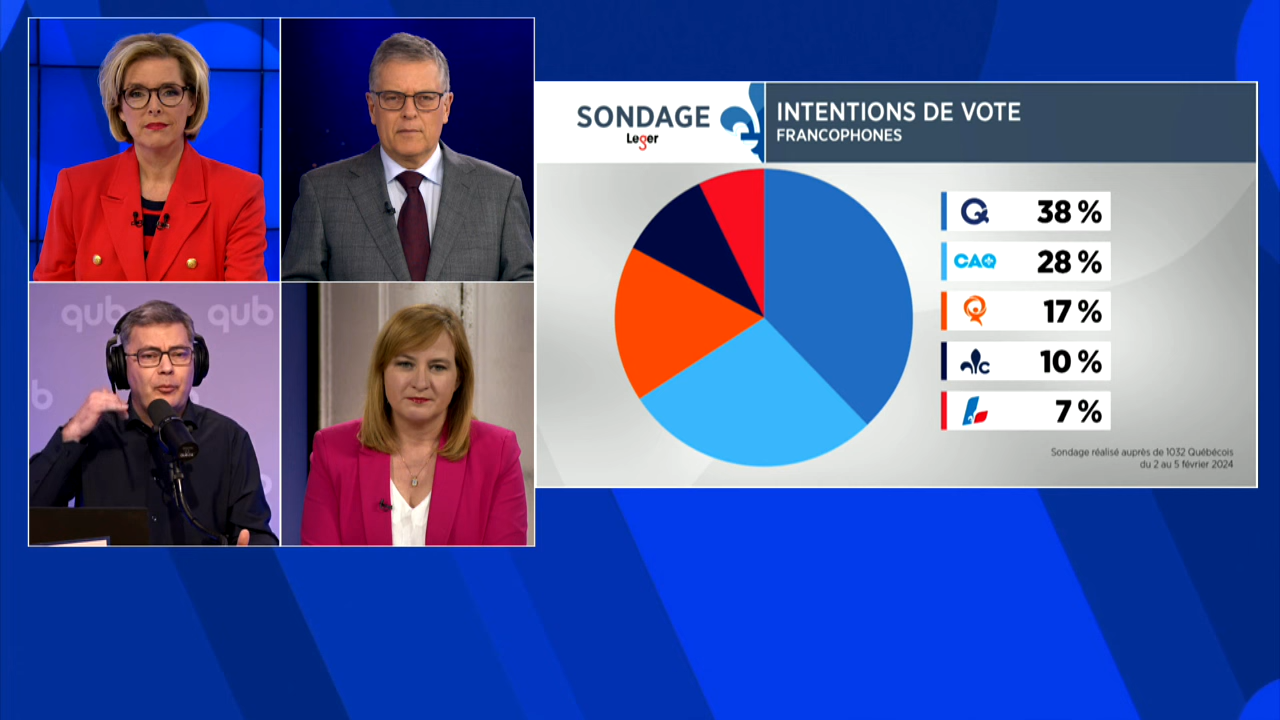 SONDAGE
Leger
INTENTIONS DE VOTE
FRANCOPHONES
qub
qub
ub
38 %
CAQ 28 %
17 %
c 10 %
7 %
Sondage réalisé auprès de 1032 Québécois
du 2 au 5 février 2024